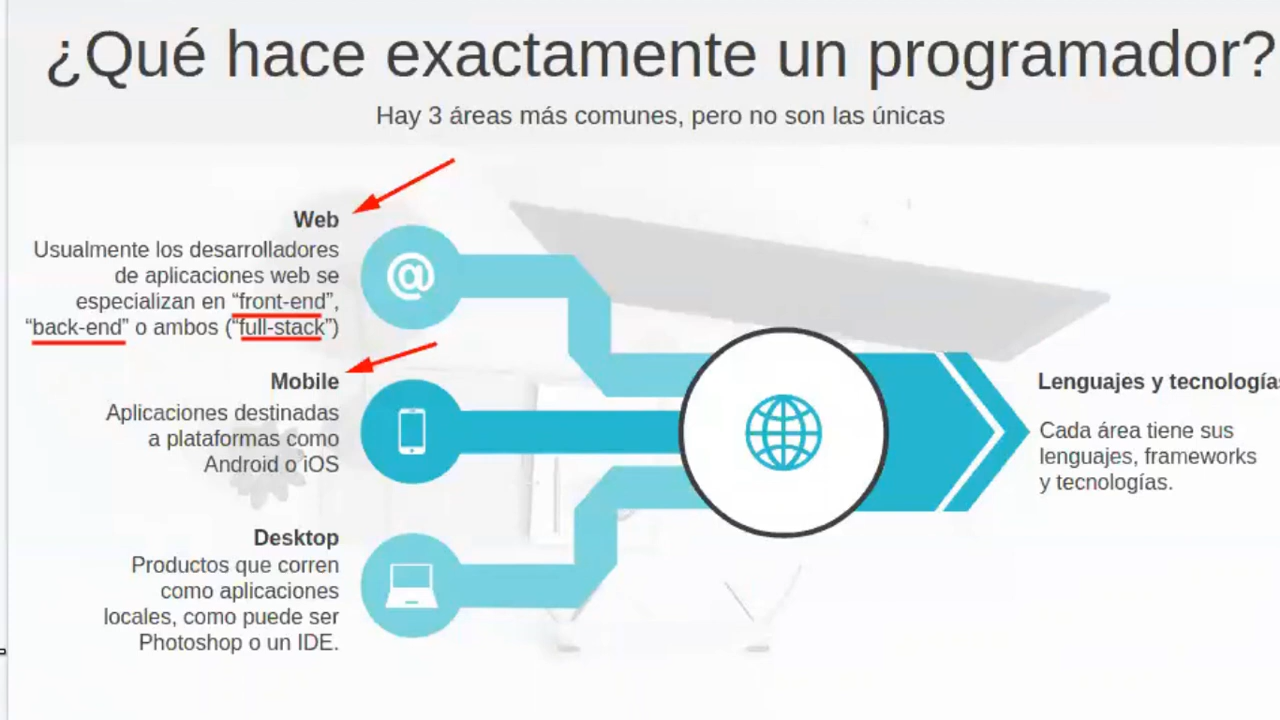 ¿Qué hace exactamente un programador?
Hay 3 áreas más comunes, pero no son las únicas
Web
Usualmente los desarrolladores
de aplicaciones web se
especializan en “front-end”,
“back-end” o ambos (“full-stack”)
@
Mobile
Aplicaciones destinadas
a plataformas como
Android o iOS
Desktop
Productos que corren
como aplicaciones
locales, como puede ser
Photoshop o un IDE.
Lenguajes y tecnologías
Cada área tiene sus
lenguajes, frameworks
y tecnologías.